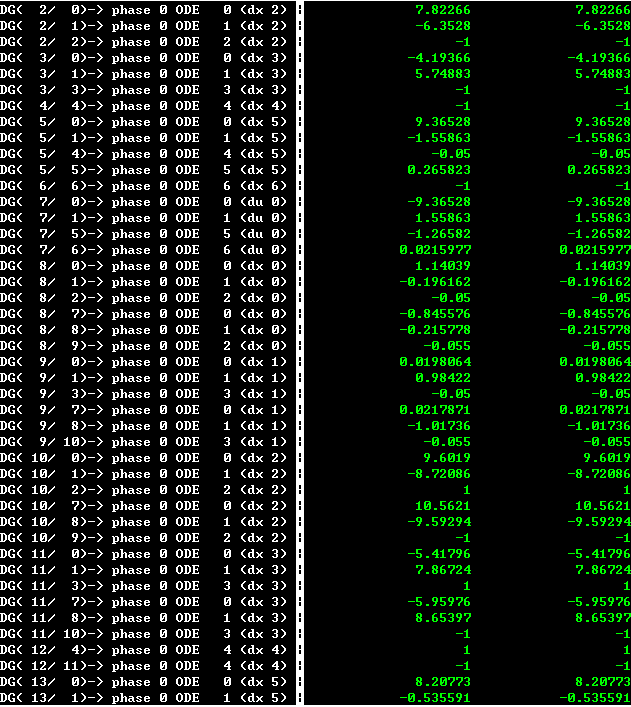 DG( 2/ 0)-> phase 0 ODE 0 (dx 2) ¦ 7.82266 7.82266
DG( 2/ 1)-> phase 0 ODE 1 (dx 2) ¦ -6.3528 -6.3528
DG( 2/ 2)-> phase 0 ODE 2 (dx 2) ¦ -1 -1
DG( 3/ 0)-> phase 0 ODE 0 (dx 3) ¦ -4.19366 -4.19366
DG( 3/ 1)-> phase 0 ODE 1 (dx 3) ¦ 5.74883 5.74883
DG( 3/ 3)-> phase 0 ODE 3 (dx 3) ¦ -1 -1
DG( 4/ 4)-> phase 0 ODE 4 (dx 4) ¦ -1 -1
DG( 5/ 0)-> phase 0 ODE 0 (dx 5) ¦ 9.36528 9.36528
DG( 5/ 1)-> phase 0 ODE 1 (dx 5) ¦ -1.55863 -1.55863
DG( 5/ 4)-> phase 0 ODE 4 (dx 5) ¦ -0.05 -0.05
DG( 5/ 5)-> phase 0 ODE 5 (dx 5) ¦ 0.265823 0.265823
DG( 6/ 6)-> phase 0 ODE 6 (dx 6) ¦ -1 -1
DG( 7/ 0)-> phase 0 ODE 0 (du 0) ¦ -9.36528 -9.36528
DG( 7/ 1)-> phase 0 ODE 1 (du 0) ¦ 1.55863 1.55863
DG( 7/ 5)-> phase 0 ODE 5 (du 0) ¦ -1.26582 -1.26582
DG( 7/ 6)-> phase 0 ODE 6 (du 0) ¦ 0.0215977 0.0215977
DG( 8/ 0)-> phase 0 ODE 0 (dx 0) ¦ 1.14039 1.14039
DG( 8/ 1)-> phase 0 ODE 1 (dx 0) ¦ -0.196162 -0.196162
DG( 8/ 2)-> phase 0 ODE 2 (dx 0) ¦ -0.05 -0.05
DG( 8/ 7)-> phase 0 ODE 0 (dx 0) ¦ -0.845576 -0.845576
DG( 8/ 8)-> phase 0 ODE 1 (dx 0) ¦ -0.215778 -0.215778
DG( 8/ 9)-> phase 0 ODE 2 (dx 0) ¦ -0.055 -0.055
DG( 9/ 0)-> phase 0 ODE 0 (dx 1) ¦ 0.0198064 0.0198064
DG( 9/ 1)-> phase 0 ODE 1 (dx 1) ¦ 0.98422 0.98422
DG( 9/ 3)-> phase 0 ODE 3 (dx 1) ¦ -0.05 -0.05
DG( 9/ 7)-> phase 0 ODE 0 (dx 1) ¦ 0.0217871 0.0217871
DG( 9/ 8)-> phase 0 ODE 1 (dx 1) ¦ -1.01736 -1.01736
DG( 9/ 10)-> phase 0 ODE 3 (dx 1) ¦ -0.055 -0.055
DG( 10/ 0)-> phase 0 ODE 0 (dx 2) ¦ 9.6019 9.6019
DG( 10/ 1)-> phase 0 ODE 1 (dx 2) ¦ -8.72086 -8.72086
DG( 10/ 2)-> phase 0 ODE 2 (dx 2) ¦ 1 1
DG( 10/ 7)-> phase 0 ODE 0 (dx 2) ¦ 10.5621 10.5621
DG( 10/ 8)-> phase 0 ODE 1 (dx 2) ¦ -9.59294 -9.59294
DG( 10/ 9)-> phase 0 ODE 2 (dx 2) ¦ -1 -1
DG( 11/ 0)-> phase 0 ODE 0 (dx 3) ¦ -5.41796 -5.41796
DG( 11/ 1)-> phase 0 ODE 1 (dx 3) ¦ 7.86724 7.86724
DG( 11/ 3)-> phase 0 ODE 3 (dx 3) ¦ 1 1
DG( 11/ 7)-> phase 0 ODE 0 (dx 3) ¦ -5.95976 -5.95976
DG( 11/ 8)-> phase 0 ODE 1 (dx 3) ¦ 8.65397 8.65397
DG( 11/ 10)-> phase 0 ODE 3 (dx 3) ¦ -1 -1
DG( 12/ 4)-> phase 0 ODE 4 (dx 4) ¦ 1 1
DG( 12/ 11)-> phase 0 ODE 4 (dx 4) ¦ -1 -1
DG( 13/ 0)-> phase 0 ODE 0 (dx 5) ¦ 8.20773 8.20773
DG( 13/ 1)-> phase 0 ODE 1 (dx 5) ¦ -0.535591 -0.535591